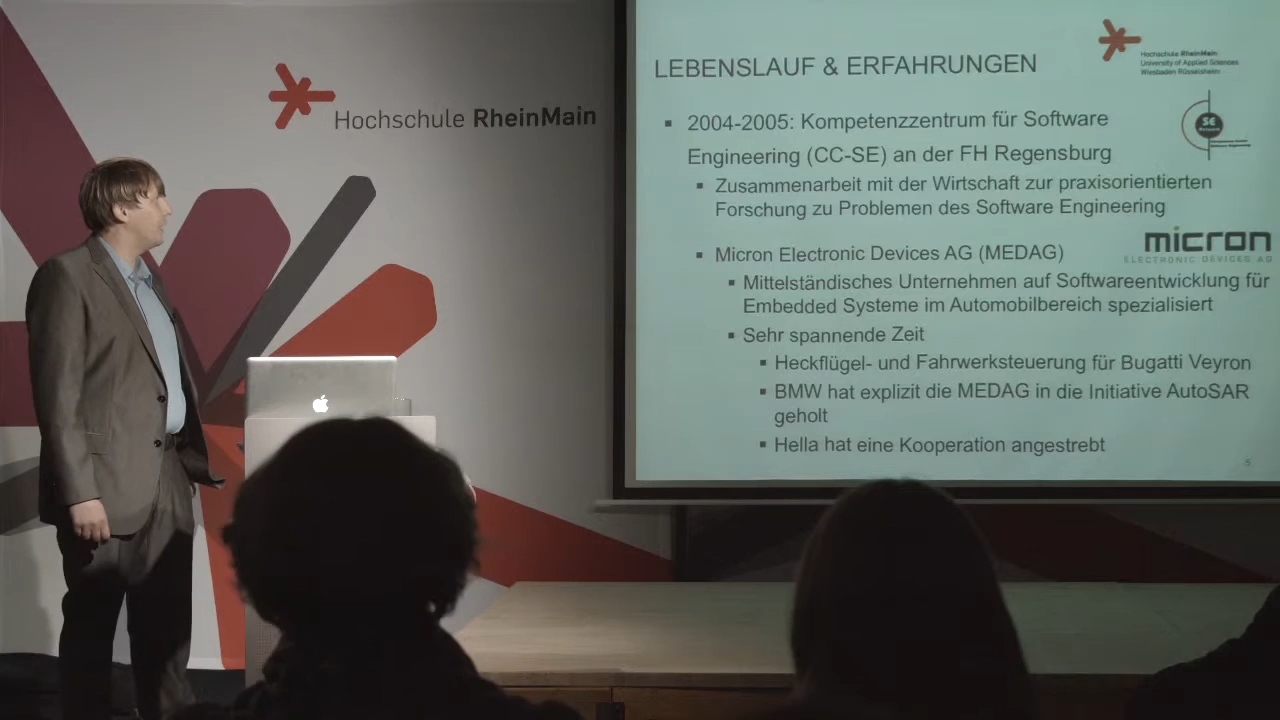 Hochschule RheinMain
LEBENSLAUF & ERFAHRUNGEN
Hochschule RheinMain
University of Applied Sciences
Wiesbaden Rüsselsheim
▪ 2004-2005: Kompetenzzentrum für Software
Engineering (CC-SE) an der FH Regensburg
SE
▪ Zusammenarbeit mit der Wirtschaft zur praxisorientierten
Forschung zu Problemen des Software Engineering
▪ Micron Electronic Devices AG (MEDAG)
micron
ELECTRONIC DEVICES AG
▪ Mittelständisches Unternehmen auf Softwareentwicklung für
Embedded Systeme im Automobilbereich spezialisiert
▪ Sehr spannende Zeit
▪ Heckflügel- und Fahrwerksteuerung für Bugatti Veyron
▪ BMW hat explizit die MEDAG in die Initiative AutoSAR
geholt
▪ Hella hat eine Kooperation angestrebt